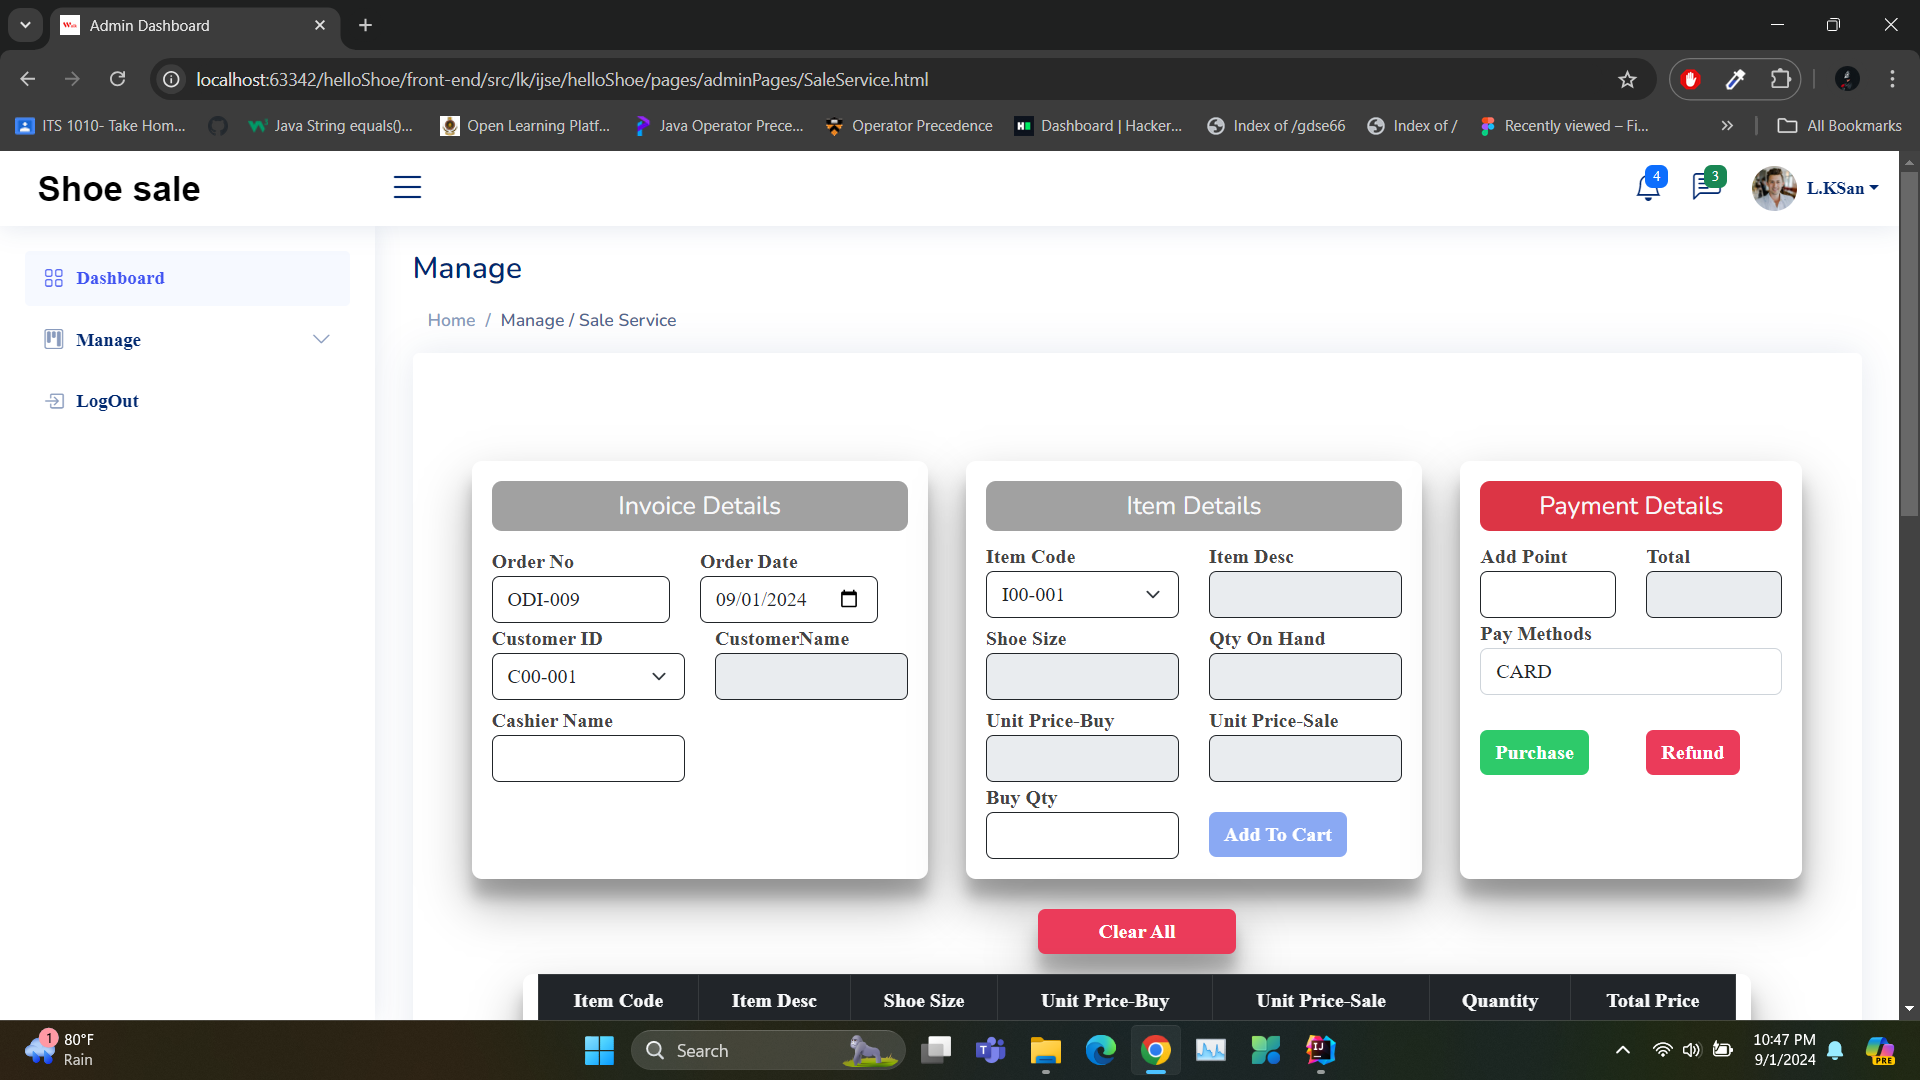 Admin Dashboard
localhost:63342/helloShoe/front-end/src/lk/ijse/helloShoe/pages/adminPages/SaleService.html
ITS 1010- Take Hom... Java String equals()... Open Learning Platf... Java Operator Prece... Operator Precedence Dashboard | Hacker... Index of /gdse66 Index of / Recently viewed – Fi... » All Bookmarks
Shoe sale 4 3 L.KSan
Dashboard
Manage
LogOut
Manage
Home / Manage / Sale Service
Invoice Details
Order No Order Date
ODI-009 09/01/2024
Customer ID CustomerName
C00-001
Cashier Name
Item Details
Item Code Item Desc
I00-001
Shoe Size Qty On Hand
Unit Price-Buy Unit Price-Sale
Buy Qty
Add To Cart
Payment Details
Add Point Total
Pay Methods
CARD
Purchase Refund
Clear All
Item Code Item Desc Shoe Size Unit Price-Buy Unit Price-Sale Quantity Total Price
1 80°F
Rain
Search
10:47 PM
9/1/2024
PRE